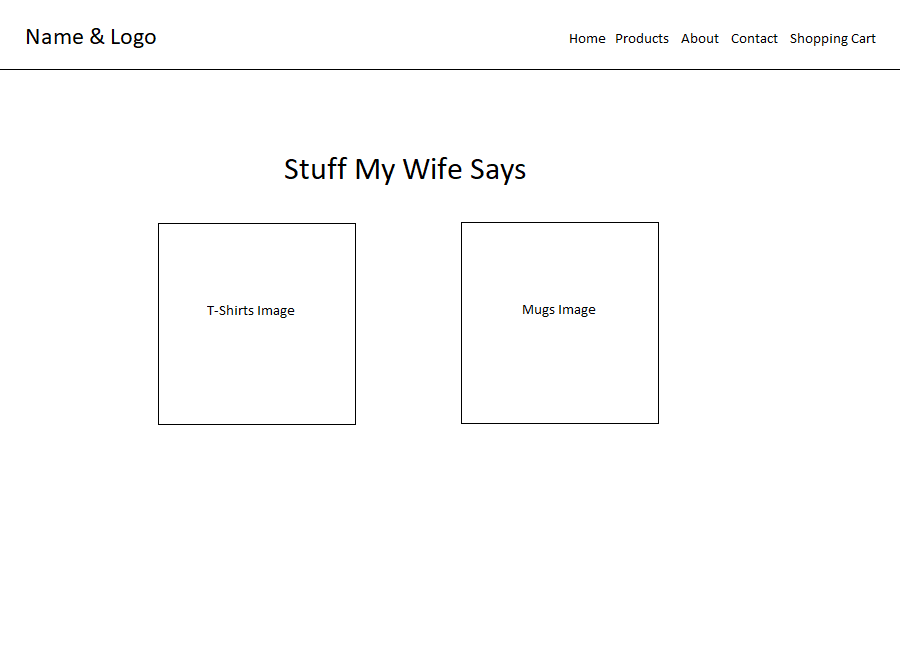 Name & Logo
Home Products About Contact Shopping Cart
Stuff My Wife Says
T-Shirts Image
Mugs Image